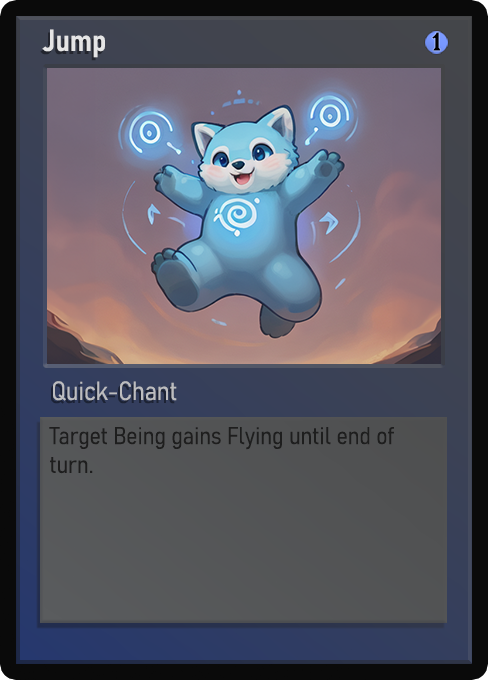 Jump
1
Quick-Chant
Target Being gains Flying until end of
turn.